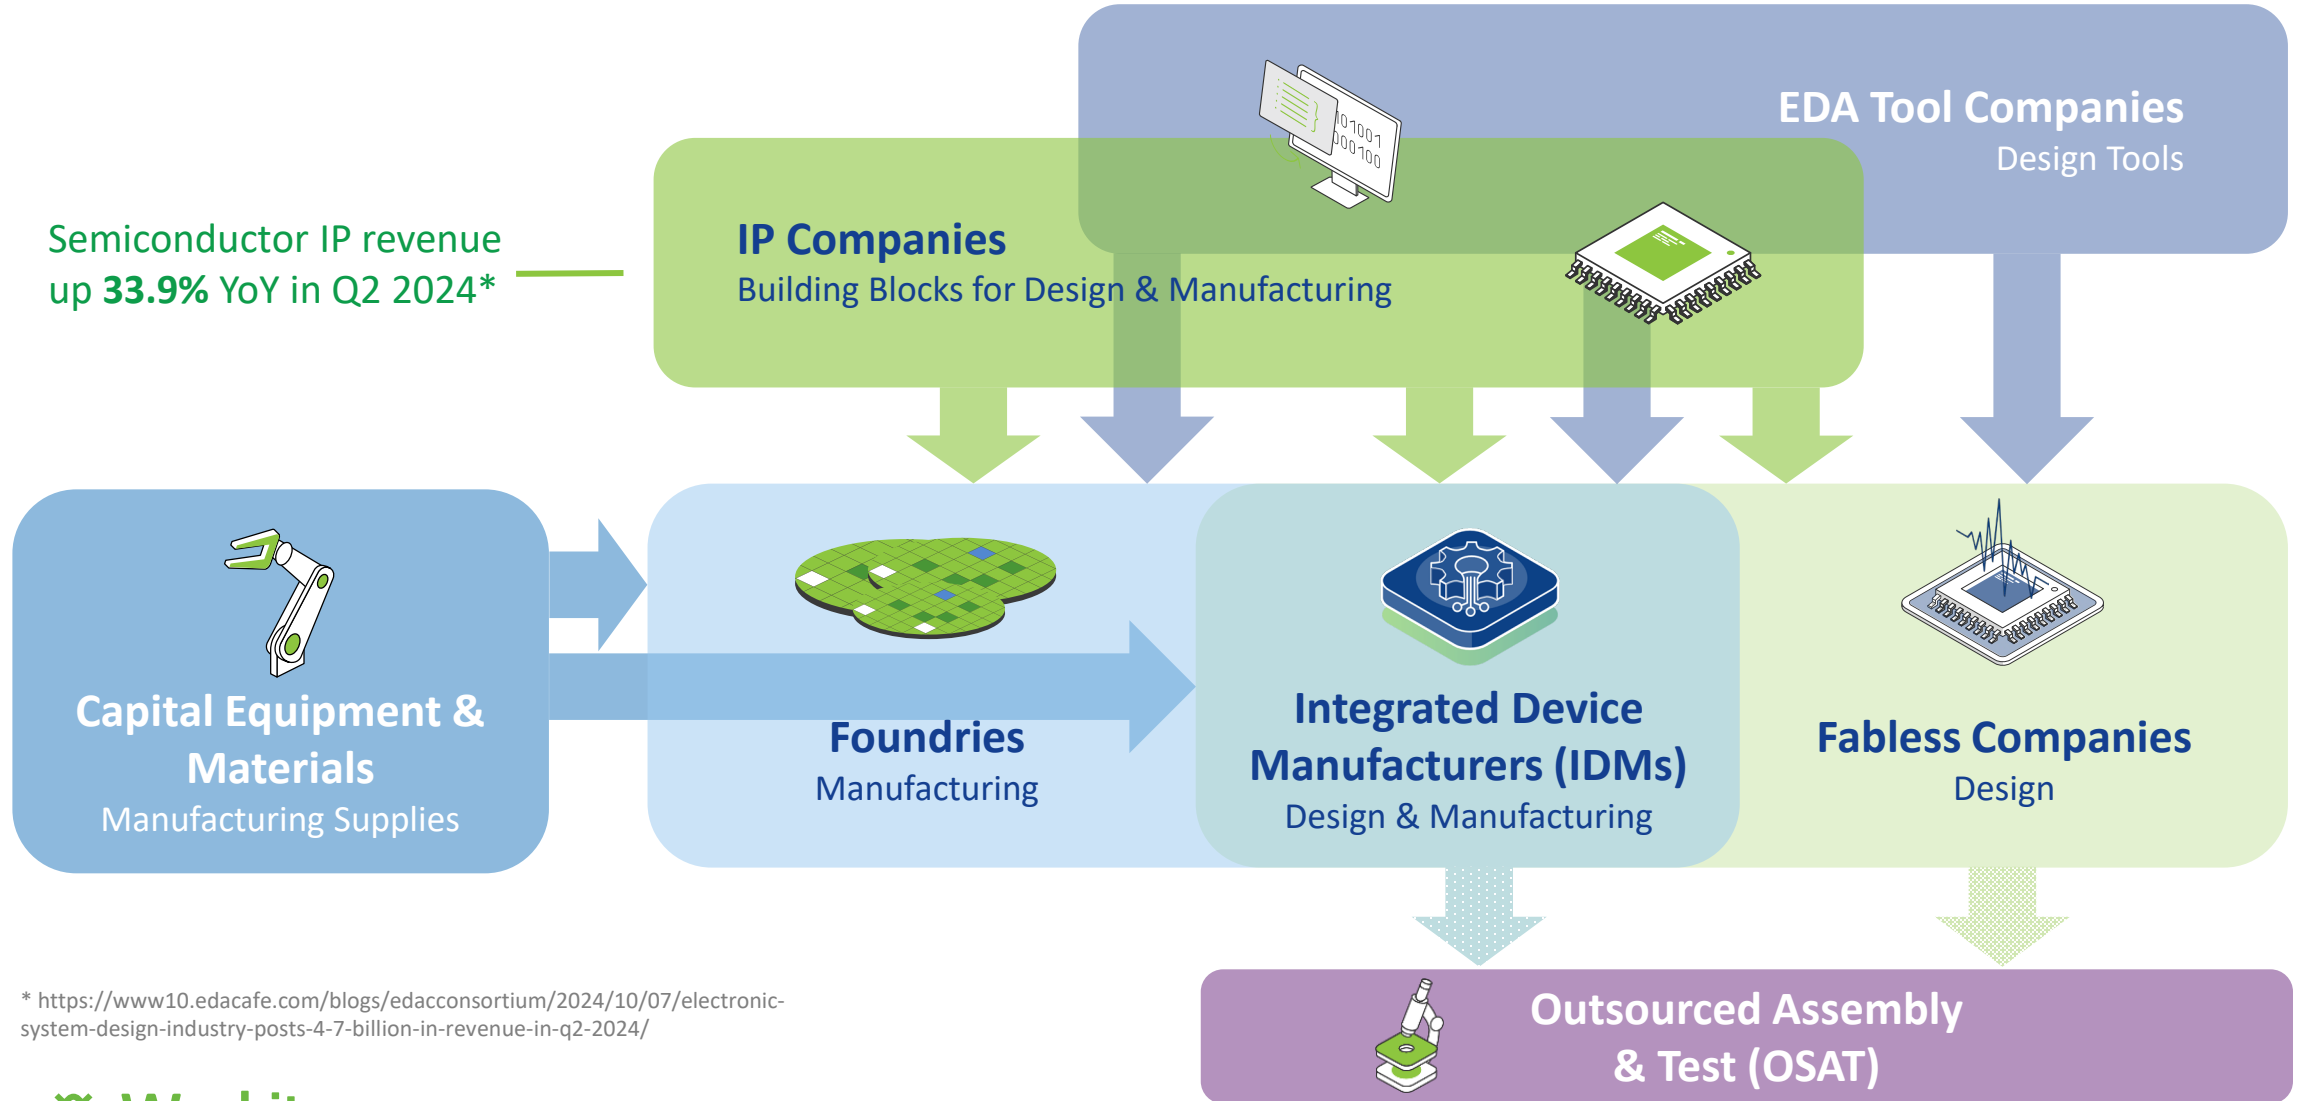 EDA Tool Companies
Design Tools
101001
000100
Semiconductor IP revenue
up 33.9% YoY in Q2 2024*
IP Companies
Building Blocks for Design & Manufacturing
Capital Equipment &
Materials
Manufacturing Supplies
Foundries
Manufacturing
Integrated Device
Manufacturers (IDMs)
Design & Manufacturing
Fabless Companies
Design
* https://www10.edacafe.com/blogs/edacconsortium/2024/10/07/electronic-
system-design-industry-posts-4-7-billion-in-revenue-in-q2-2024/
Outsourced Assembly
& Test (OSAT)